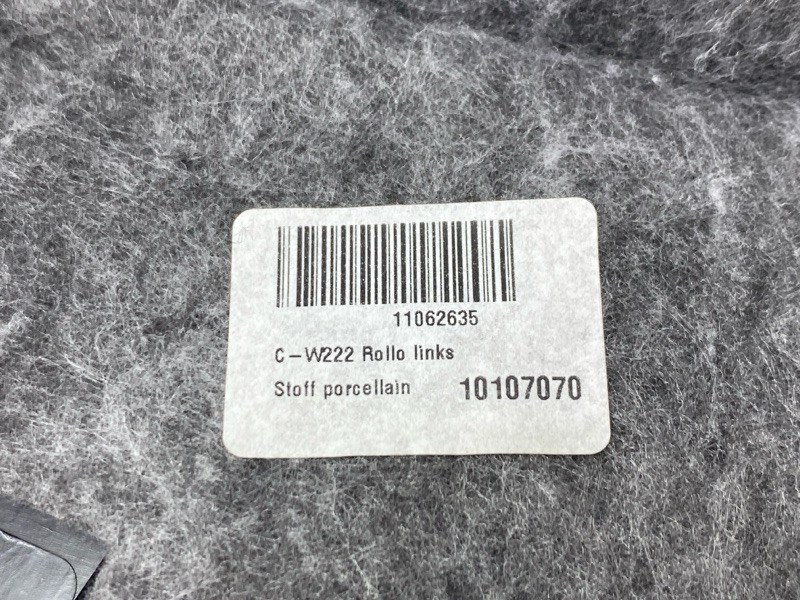 11062635
C-W222 Rollo links
Stoff porcellain 10107070